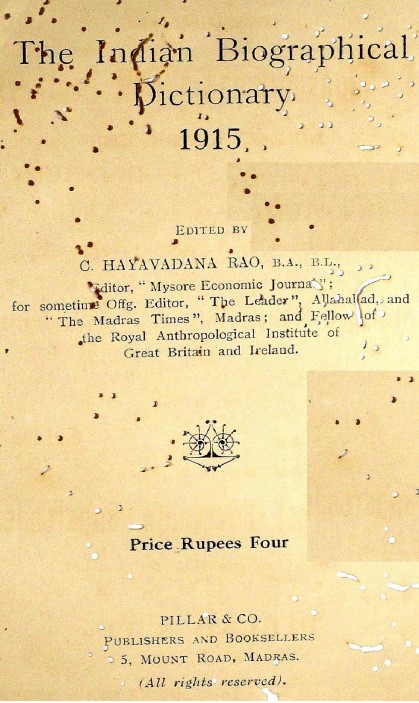 The Indian Biographical
Dictionary
1915
EDITED BY
C. HAYAVADANA RAO, B.A., B.L.,
Editor, “ Mysore Economic Journal”;
for sometime Offg. Editor, “ The Leader”, Allahabad, and
“ The Madras Times”, Madras; and Fellow of
the Royal Anthropological Institute of
Great Britain and Ireland.
Price Rupees Four
PILLAR & CO.
PUBLISHERS AND BOOKSELLERS
5, MOUNT ROAD, MADRAS.
(All rights reserved).